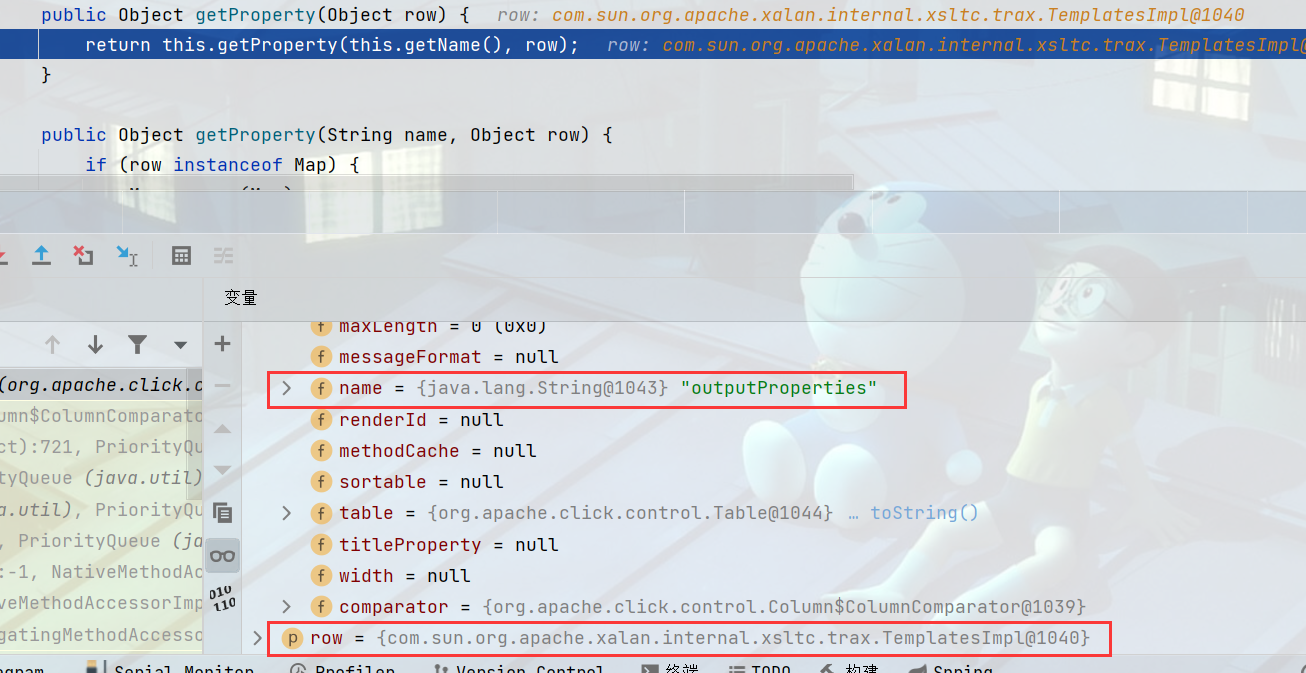 public Object getProperty(Object row) { row: com.sun.org.apache.xalan.internal.xsltc.trax.TemplatesImpl@1040
return this.getProperty(this.getName(), row); row: com.sun.org.apache.xalan.internal.xsltc.trax.TemplatesImpl@
}
public Object getProperty(String name, Object row) {
if (row instanceof Map) {
变量
maxLength = 0 (0x0)
messageFormat = null
(org.apache.click.c
name = {java.lang.String@1043} "outputProperties"
umn$ColumnComparato
renderId = null
ct):721, PriorityQu
methodCache = null
tyQueue (java.util)
sortable = null
a.util), PriorityQu
table = {org.apache.click.control.Table@1044} … toString()
, PriorityQueue (ja
titleProperty = null
:-1, NativeMethodAc
width = null
veMethodAccessorImp
comparator = {org.apache.click.control.Column$ColumnComparator@1039}
gatingMethodAccesso
row = {com.sun.org.apache.xalan.internal.xsltc.trax.TemplatesImpl@1040}
Serial Monitor Profiler Version Control 终端 TODO 构建 Spring